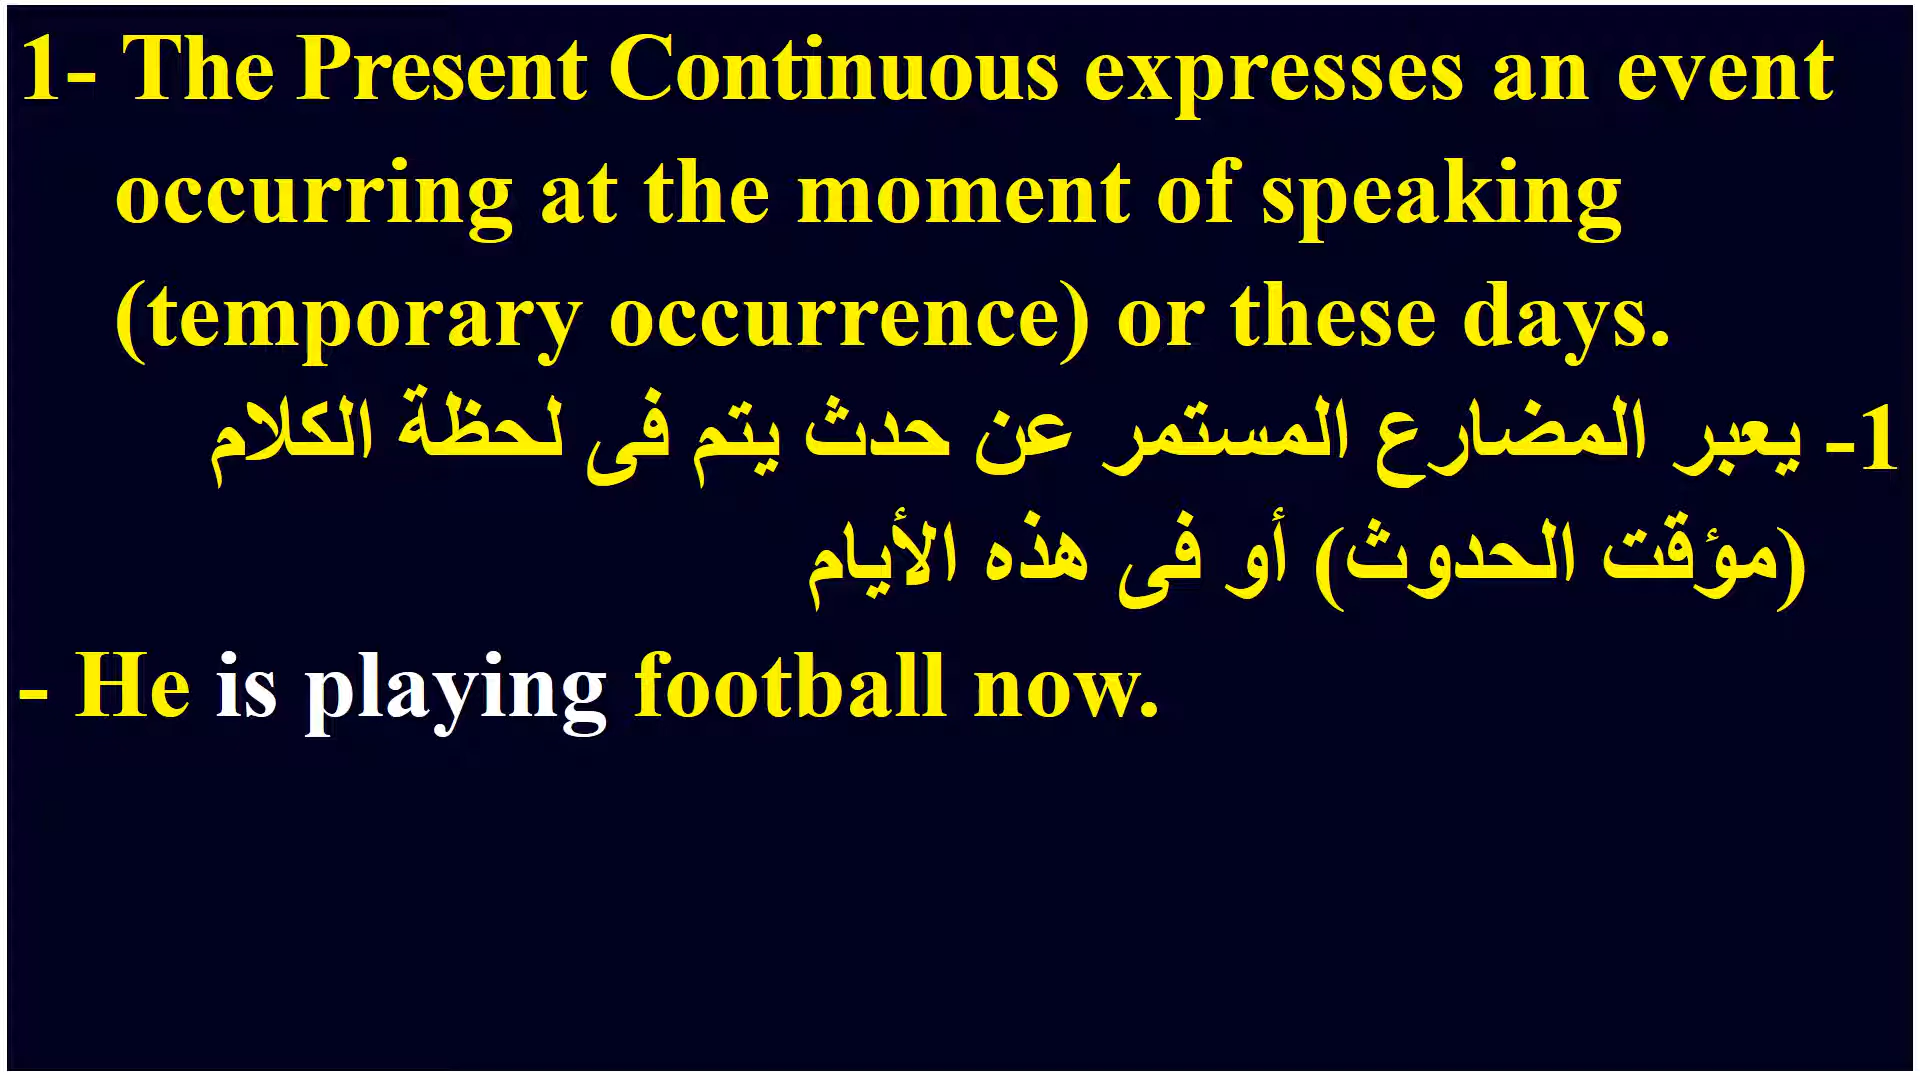 1- The Present Continuous expresses an event
occurring at the moment of speaking
(temporary occurrence) or these days.
1- يعبر المضارع المستمر عن حدث يتم فى لحظة الكلام
(مؤقت الحدوث) أو فى هذه الأيام
- He is playing football now.